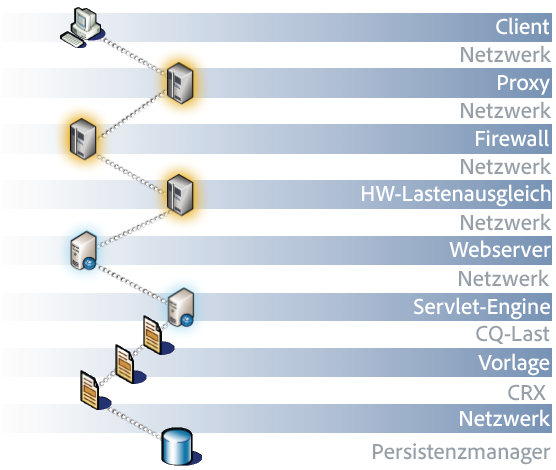 Client
Netzwerk
Proxy
Netzwerk
Firewall
Netzwerk
HW-Lastenausgleich
Netzwerk
Webserver
Netzwerk
Servlet-Engine
CQ-Last
Vorlage
CRX
Netzwerk
Persistenzmanager